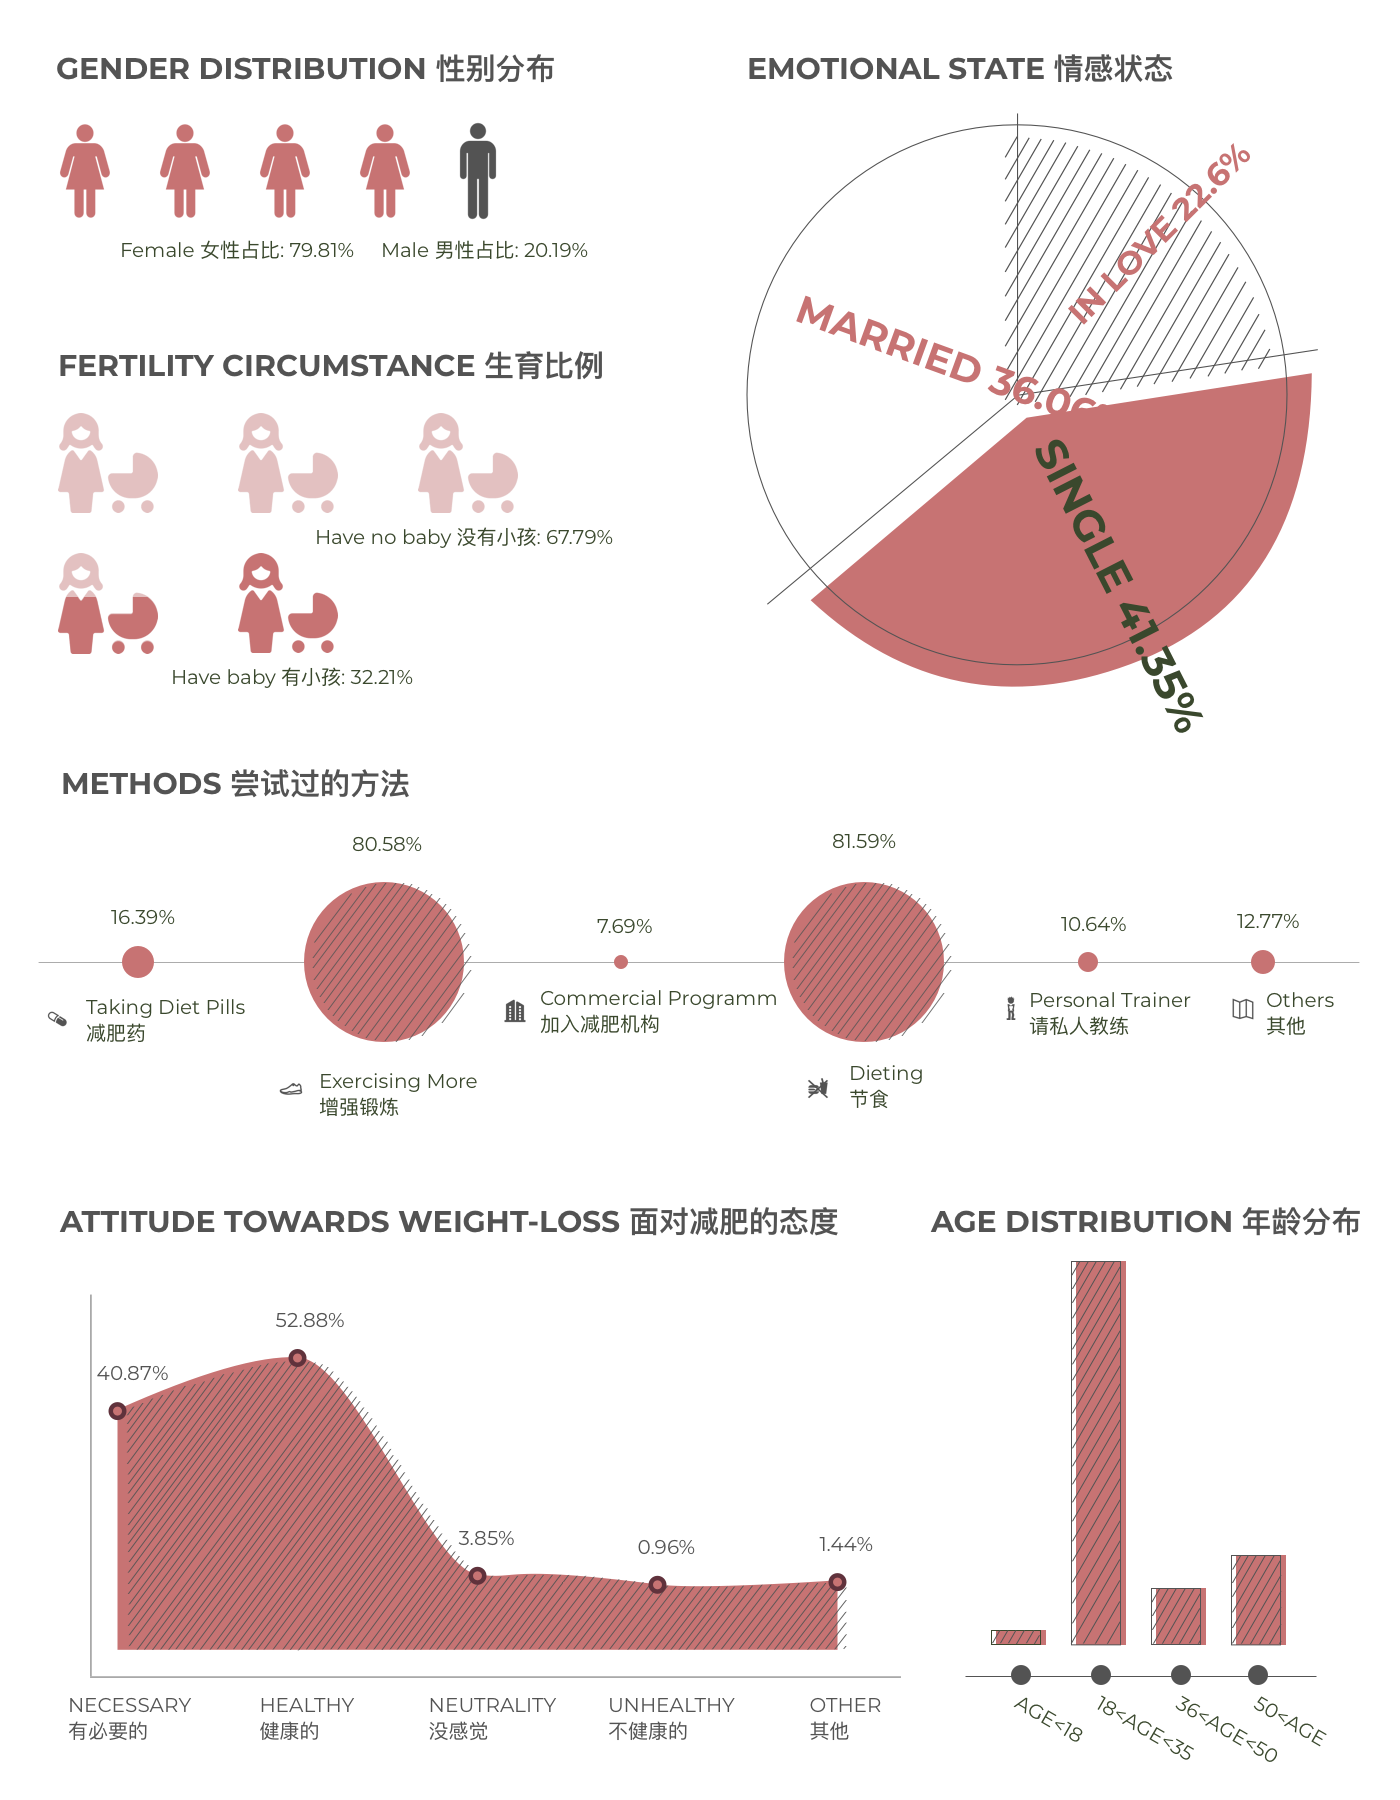 GENDER DISTRIBUTION 性别分布
Female 女性占比: 79.81%
Male 男性占比: 20.19%
EMOTIONAL STATE 情感状态
IN LOVE 22.6%
MARRIED 36.06
SINGLE 41.35%
FERTILITY CIRCUMSTANCE 生育比例
Have no baby 没有小孩: 67.79%
Have baby 有小孩: 32.21%
METHODS 尝试过的方法
16.39%
Taking Diet Pills
减肥药
80.58%
Exercising More
增强锻炼
7.69%
Commercial Programm
加入减肥机构
81.59%
Dieting
节食
10.64%
Personal Trainer
请私人教练
12.77%
Others
其他
ATTITUDE TOWARDS WEIGHT-LOSS 面对减肥的态度
40.87%
52.88%
3.85%
0.96%
1.44%
NECESSARY
有必要的
HEALTHY
健康的
NEUTRALITY
没感觉
UNHEALTHY
不健康的
OTHER
其他
AGE DISTRIBUTION 年龄分布
AGE<18
18<AGE<35
36<AGE<50
50<AGE